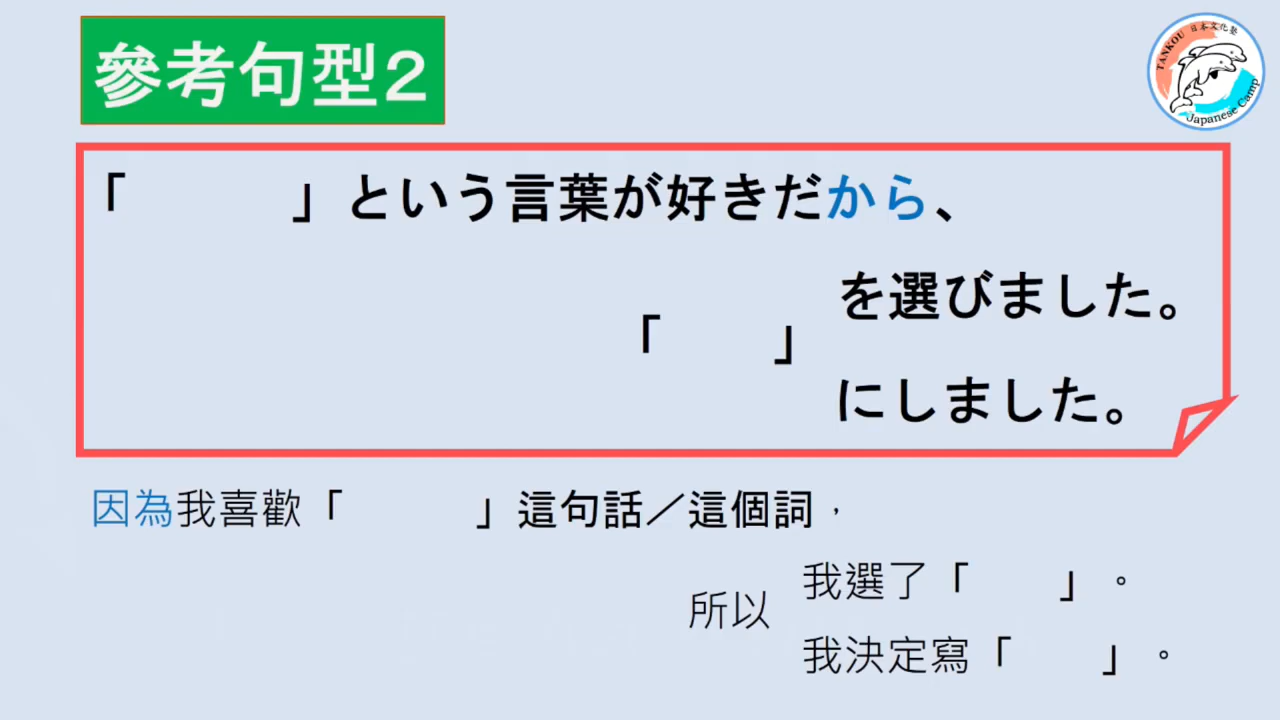 參考句型2
TANKOU 日本文化塾
Japanese Camp
「　　　」という言葉が好きだから、
「　　」
を選びました。
にしました。
因為我喜歡「　　　」這句話／這個詞，
所以
我選了「　　」。
我決定寫「　　」。